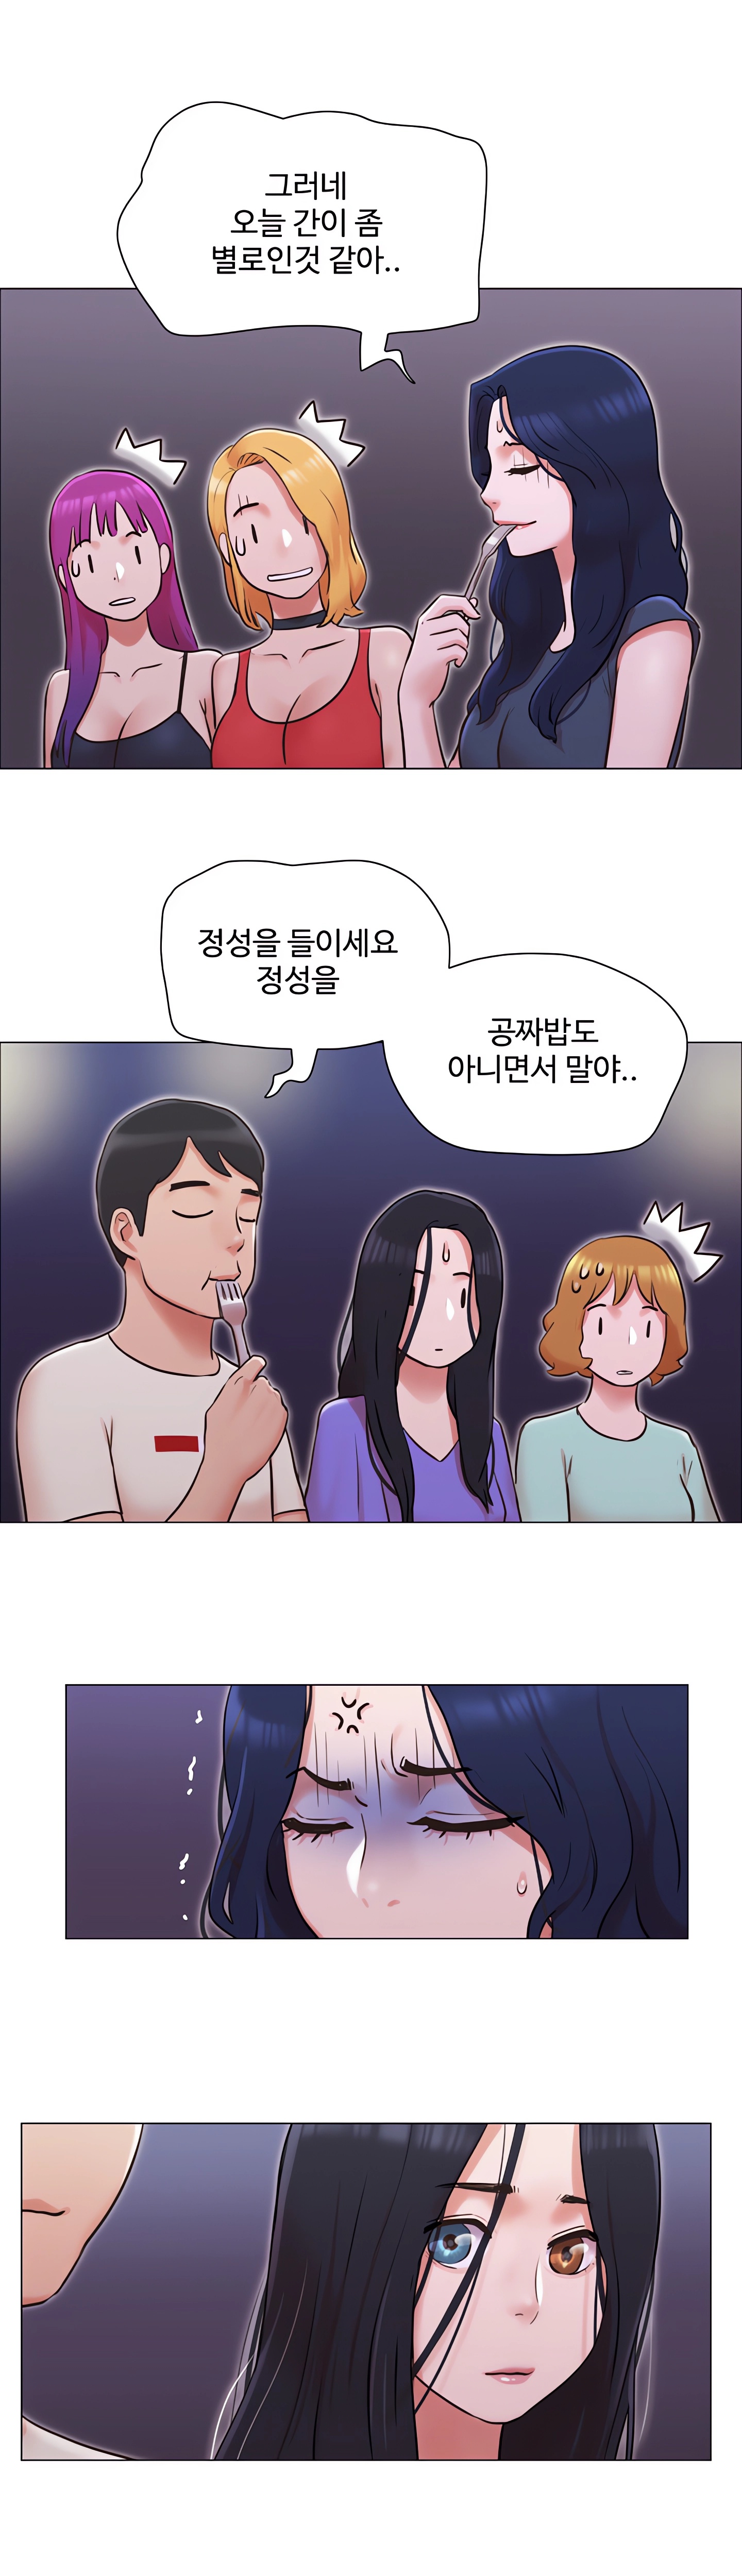 그러네
오늘 간이 좀
별로인것 같아..
정성을 들이세요
정성을
공짜밥도
아니면서 말야..